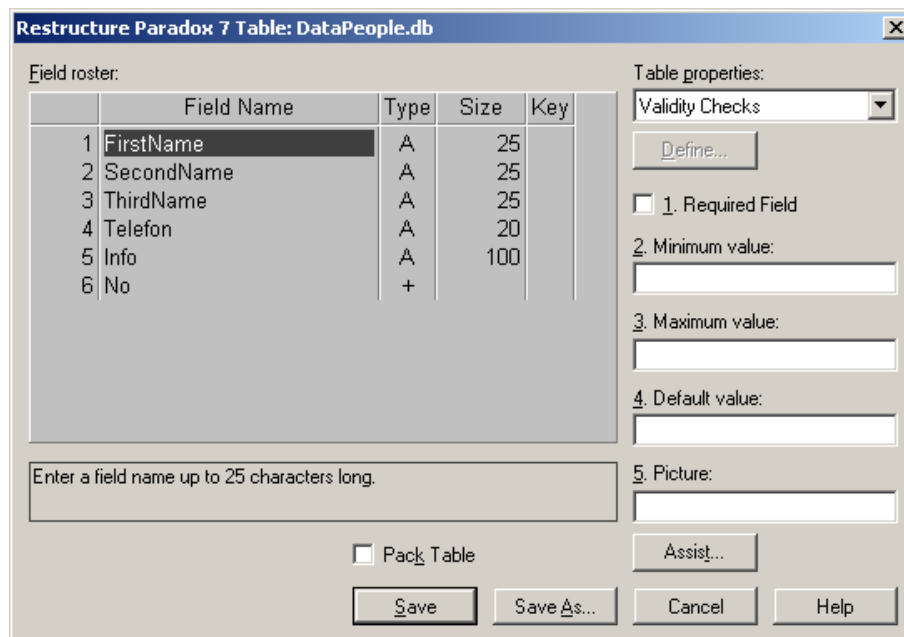 Restructure Paradox 7 Table: DataPeople.db
Field roster:
Field Name Type Size Key
1 FirstName A 25
2 SecondName A 25
3 ThirdName A 25
4 Telefon A 20
5 Info A 100
6 No +
Enter a field name up to 25 characters long.
Pack Table
Save
Save As...
Table properties:
Validity Checks
Define...
1. Required Field
2. Minimum value:
3. Maximum value:
4. Default value:
5. Picture:
Assist...
Cancel
Help